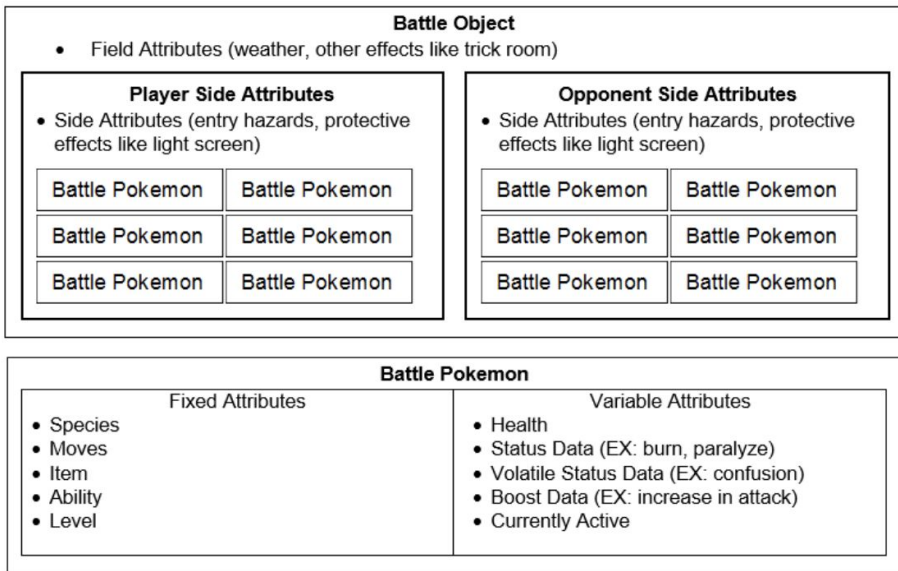 Battle Object
• Field Attributes (weather, other effects like trick room)
Player Side Attributes
• Side Attributes (entry hazards, protective
effects like light screen)
Battle Pokemon Battle Pokemon
Battle Pokemon Battle Pokemon
Battle Pokemon Battle Pokemon
Opponent Side Attributes
• Side Attributes (entry hazards, protective
effects like light screen)
Battle Pokemon Battle Pokemon
Battle Pokemon Battle Pokemon
Battle Pokemon Battle Pokemon
Battle Pokemon
Fixed Attributes
• Species
• Moves
• Item
• Ability
• Level
Variable Attributes
• Health
• Status Data (EX: burn, paralyze)
• Volatile Status Data (EX: confusion)
• Boost Data (EX: increase in attack)
• Currently Active